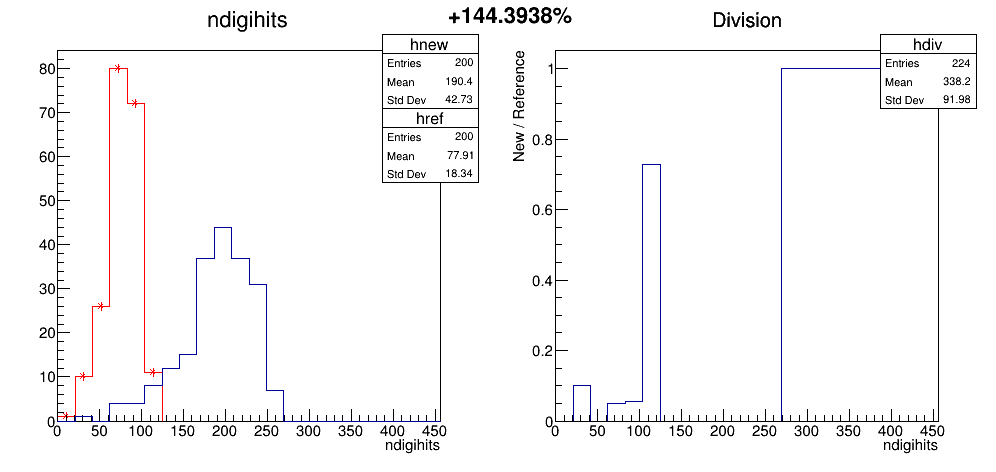 +144.3938%
ndigihits
hnew
Entries 200
Mean 190.4
Std Dev 42.73
href
Entries 200
Mean 77.91
Std Dev 18.34
80
70
60
50
40
30
20
10
0
0 50 100 150 200 250 300 350 400 450
ndigihits
Division
hdiv
Entries 224
Mean 338.2
Std Dev 91.98
New / Reference
1
0.8
0.6
0.4
0.2
0
0 50 100 150 200 250 300 350 400 450
ndigihits